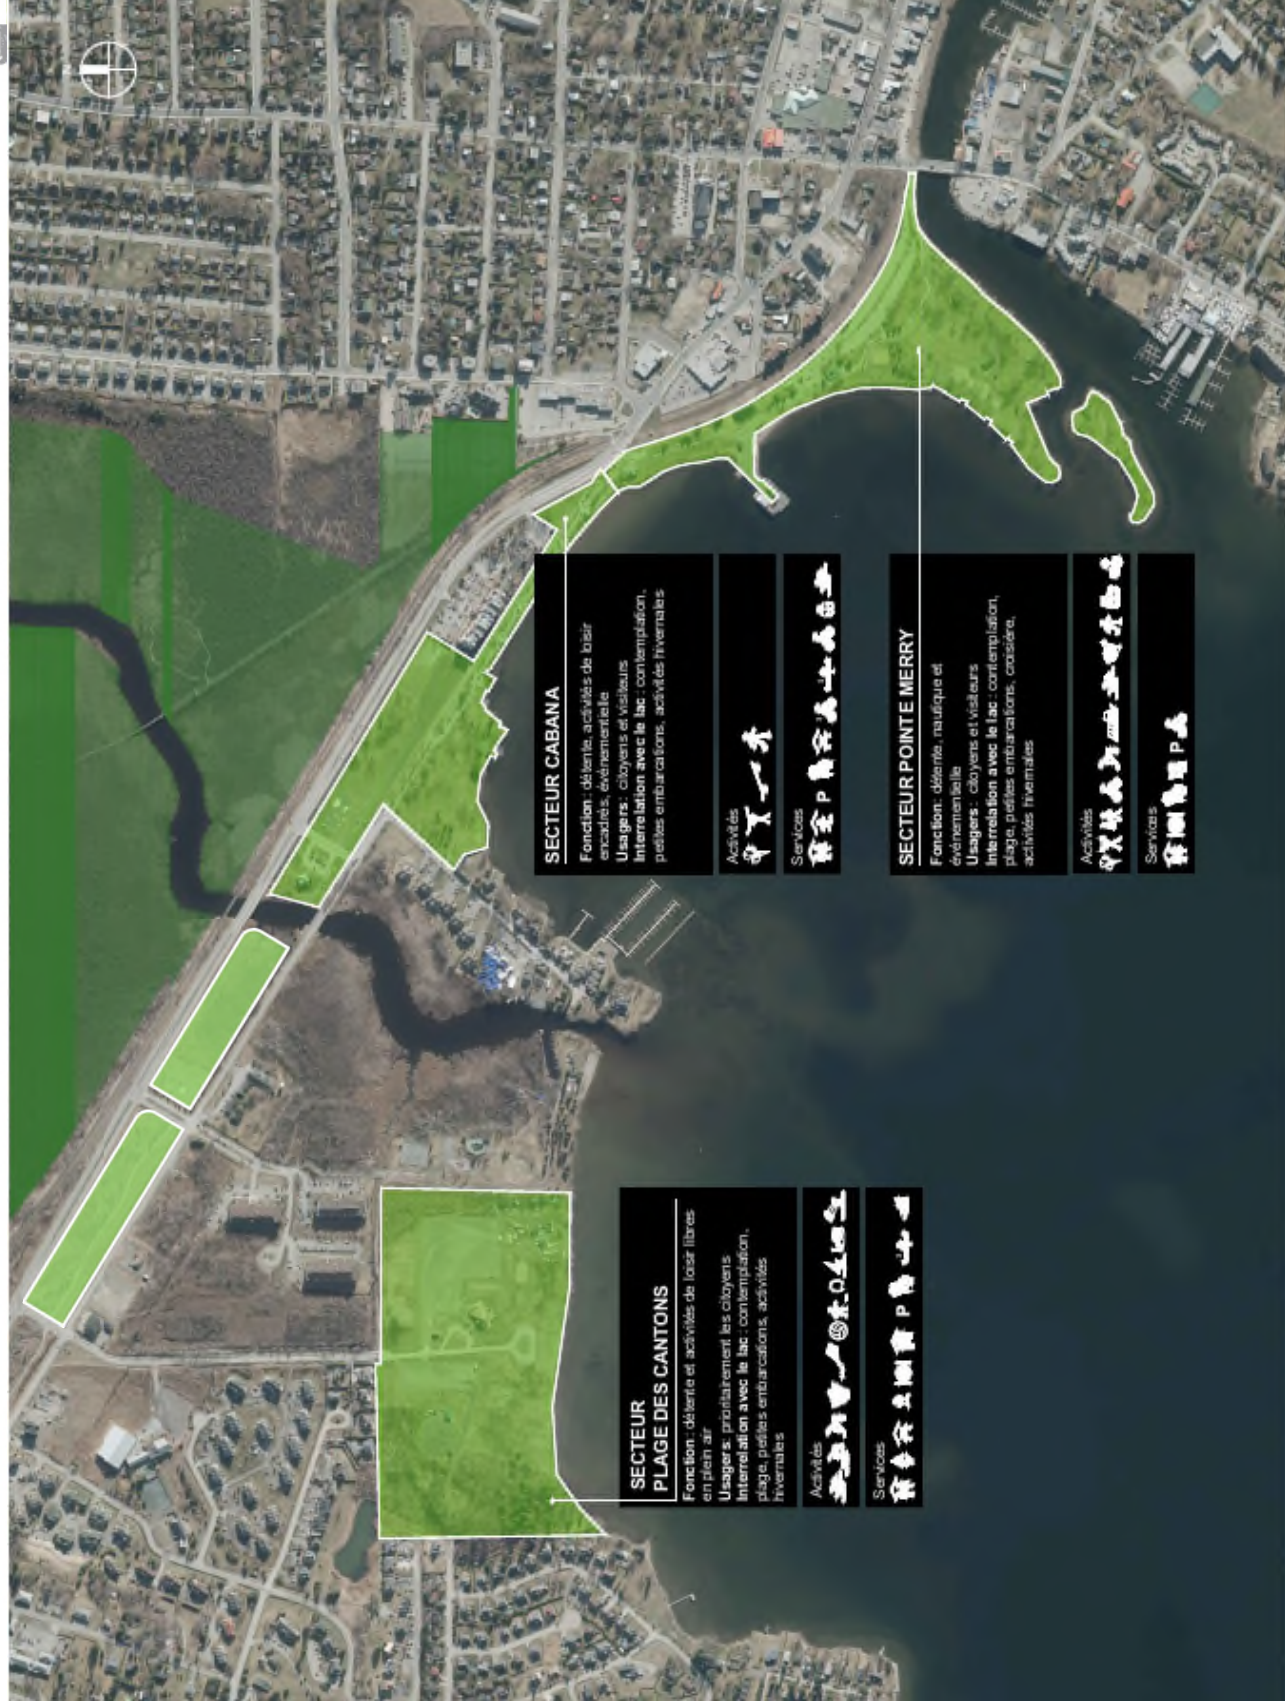 SECTEUR
PLAGE DES CANTONS
Fonction : détente et activités de loisir libres
en plein air
Usagers : prioritairement les citoyens
Interrelation avec le lac : contemplation,
plage, petites embarcations, activités
hivernales
Activités
Services
P
SECTEUR CABANA
Fonction : détente, activités de loisir
encadrés, événementielle
Usagers : citoyens et visiteurs
Interrelation avec le lac : contemplation,
petites embarcations, activités hivernales
Activités
Services
P
SECTEUR POINTE MERRY
Fonction : détente, nautique et
événementielle
Usagers : citoyens et visiteurs
Interrelation avec le lac : contemplation,
plage, petites embarcations, croisière,
activités hivernales
Activités
Services
P